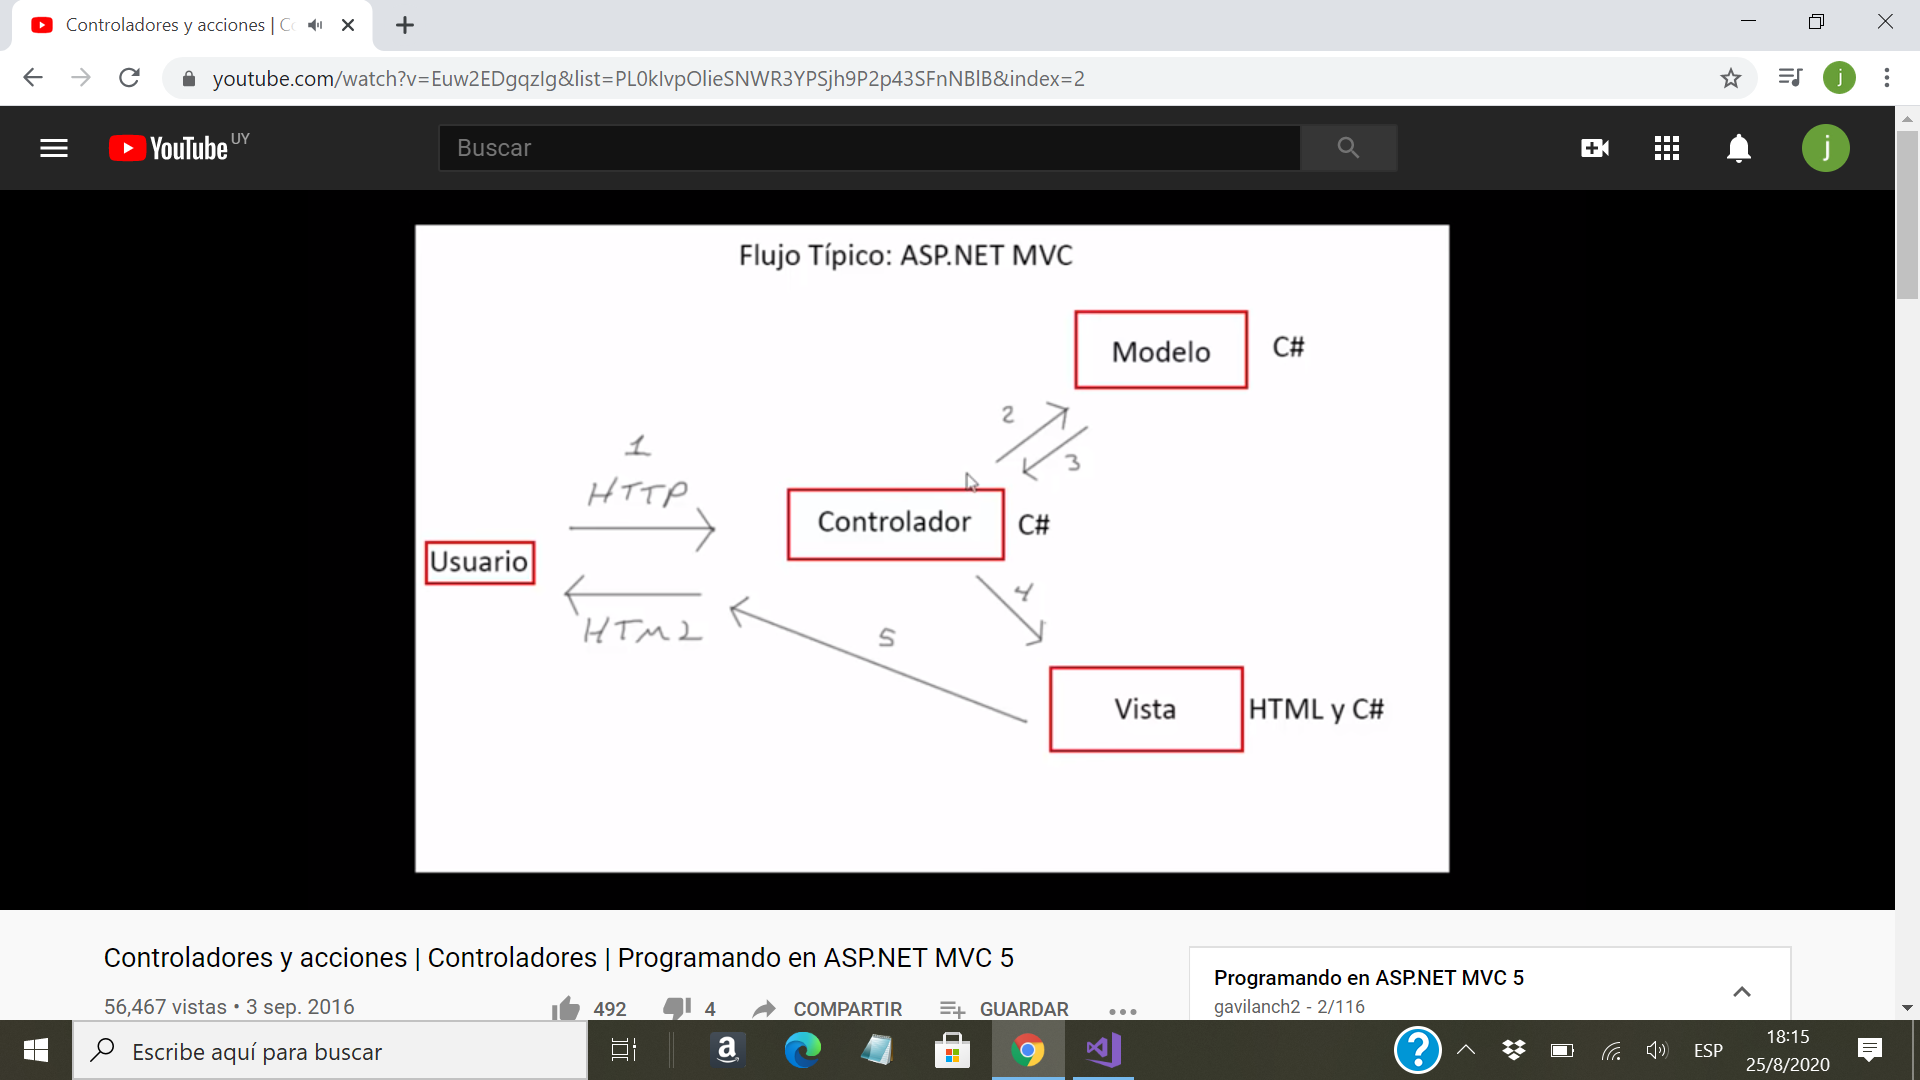 Controladores y acciones | Co
youtube.com/watch?v=Euw2EDgqzIg&list=PL0kIvpOlieSNWR3YPSjh9P2p43SFnNBlB&index=2
j
YouTube UY
Buscar
j
Flujo Típico: ASP.NET MVC
Modelo
C#
2
3
1
HTTP
Controlador
C#
Usuario
4
HTML
5
Vista
HTML y C#
Controladores y acciones | Controladores | Programando en ASP.NET MVC 5
56,467 vistas • 3 sep. 2016
492
4
COMPARTIR
GUARDAR
Programando en ASP.NET MVC 5
gavilanch2 - 2/116
Escribe aquí para buscar
a
?
ESP
18:15
25/8/2020